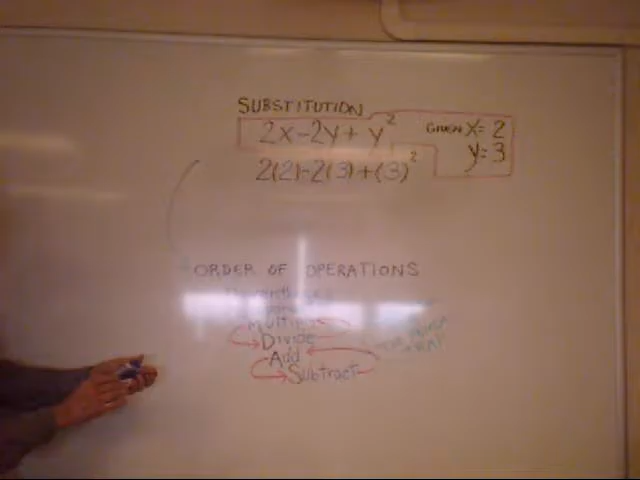 SUBSTITUTION
2x-2y+y² GIVEN x=2
y=3
2(2)-2(3)+(3)²
ORDER OF OPERATIONS
Divide
Add
Subtract